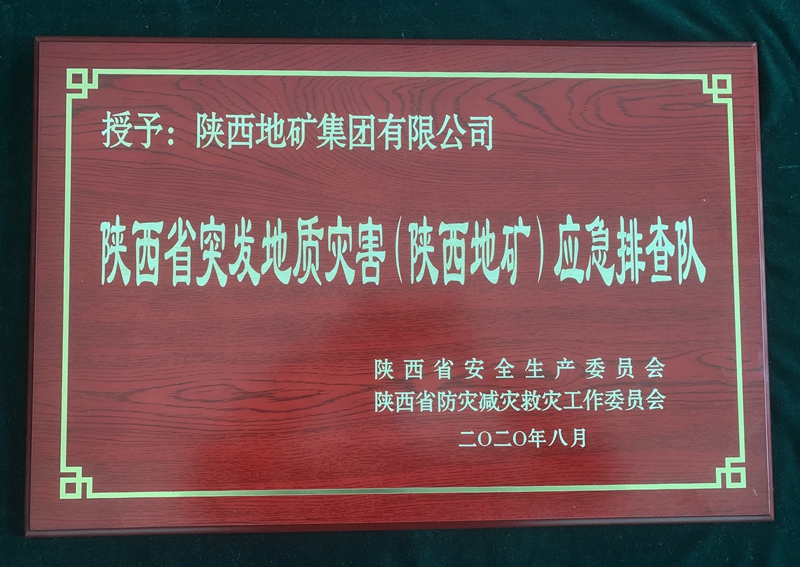 授予：陕西地矿集团有限公司
陕西省突发地质灾害（陕西地矿）应急排查队
陕西省安全生产委员会
陕西省防灾减灾救灾工作委员会
二〇二〇年八月